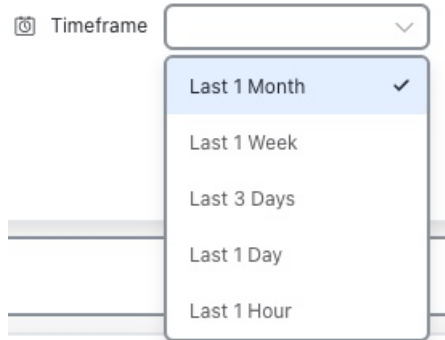 Timeframe
Last 1 Month
Last 1 Week
Last 3 Days
Last 1 Day
Last 1 Hour